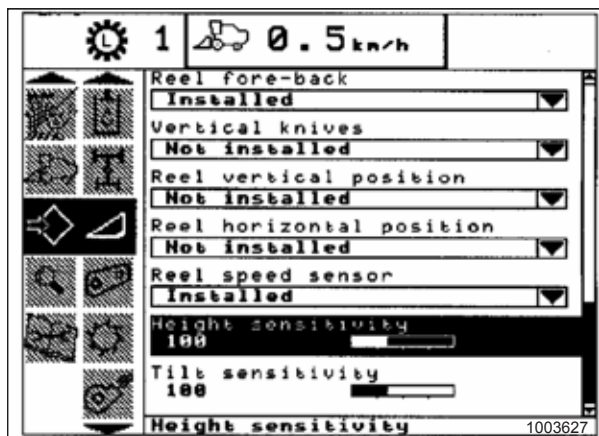 L 1 0.5km/h
Reel fore-back
Installed
Vertical knives
Not installed
Reel vertical position
Not installed
Reel horizontal position
Not installed
Reel speed sensor
Installed
Height sensitivity
100
Tilt sensitivity
100
Height sensitivity
1003627